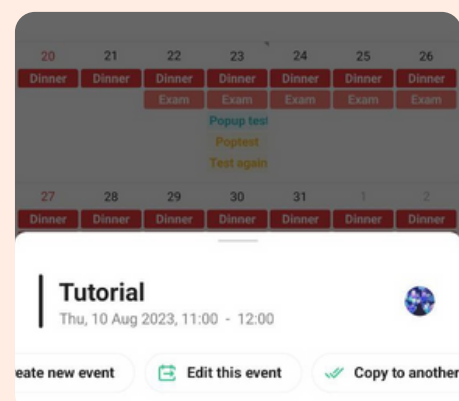 20 21 22 23 24 25 26
Dinner Dinner Dinner Dinner Dinner Dinner Dinner
Exam Exam Exam Exam Exam
Popup test
Poptest
Test again
27 28 29 30 31 1 2
Dinner Dinner Dinner Dinner Dinner Dinner Dinner
Tutorial
Thu, 10 Aug 2023, 11:00 - 12:00
eate new event Edit this event Copy to another